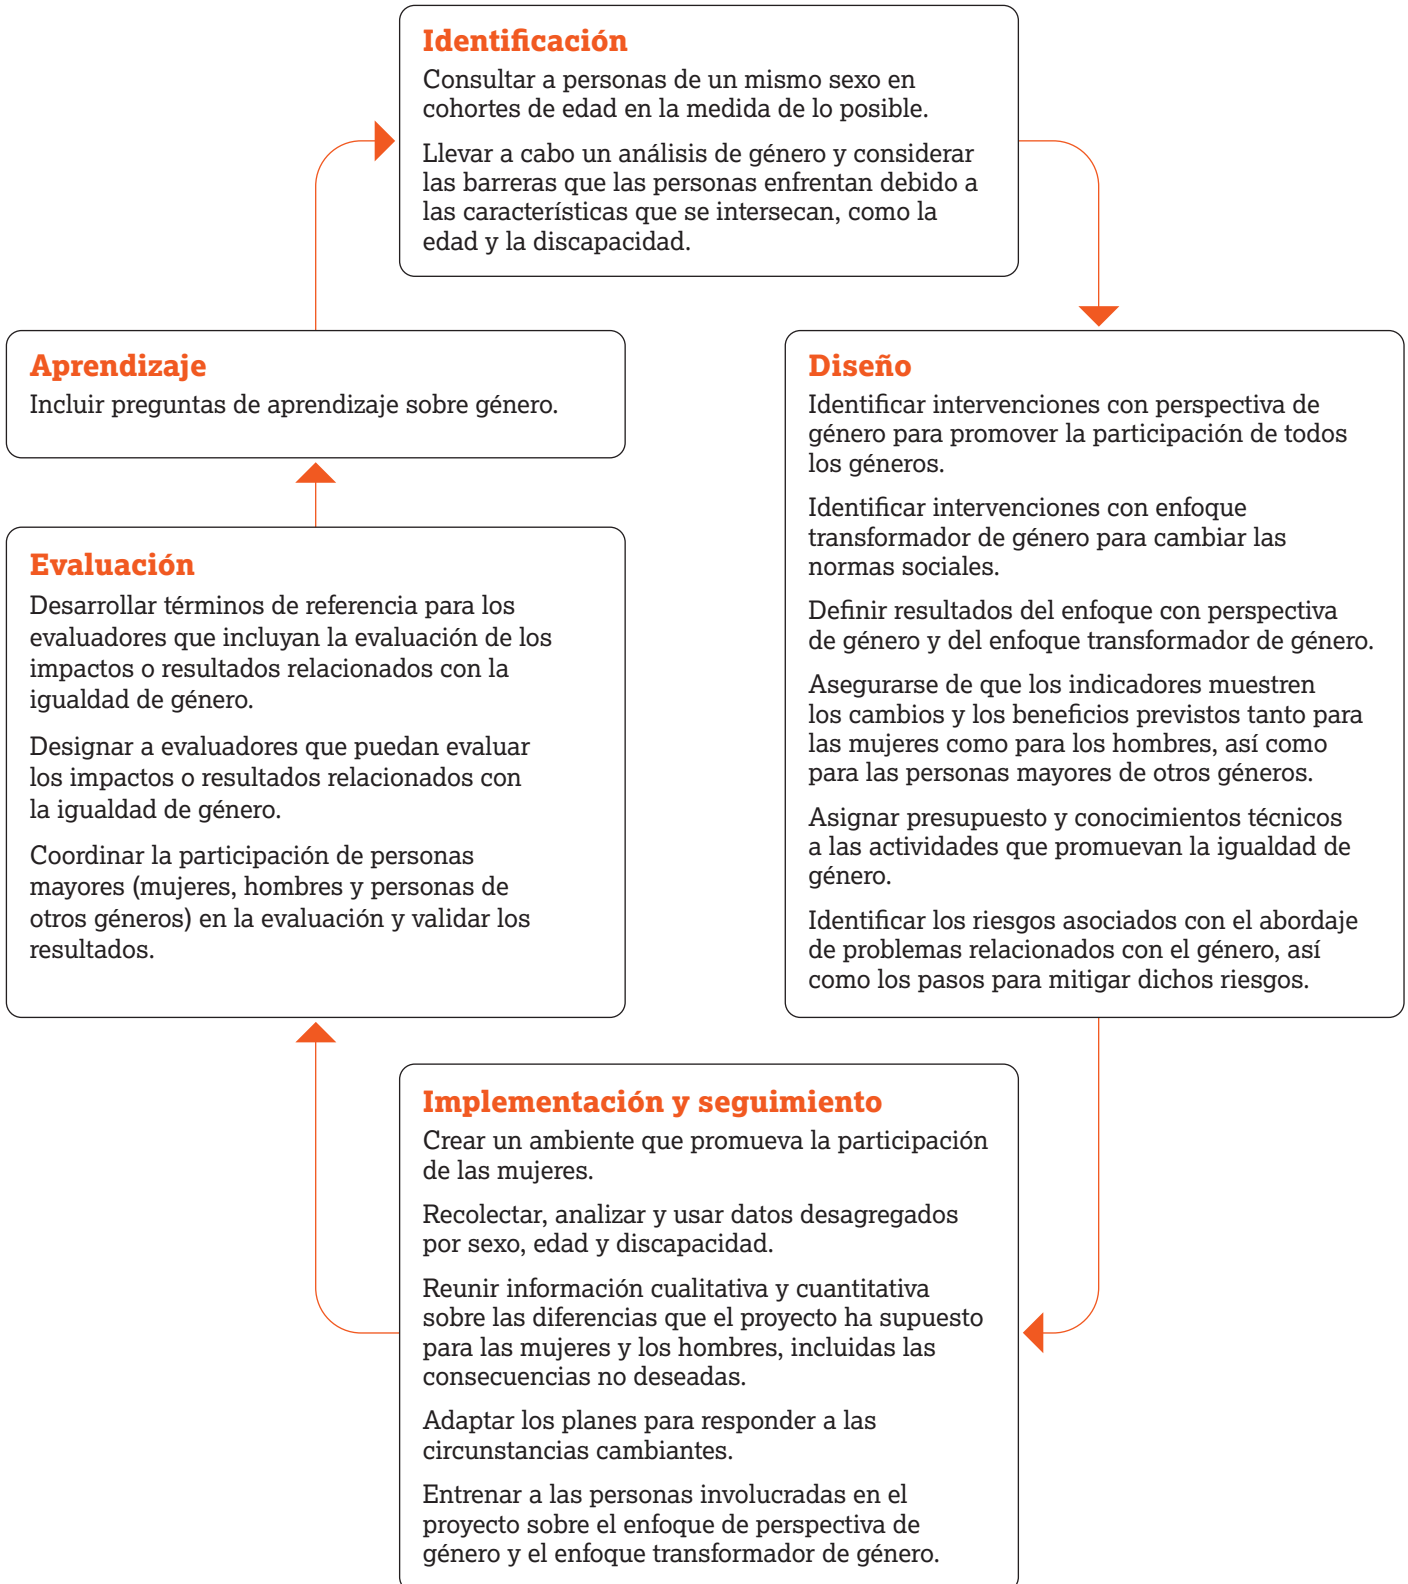 Identificación
Consultar a personas de un mismo sexo en
cohortes de edad en la medida de lo posible.
Llevar a cabo un análisis de género y considerar
las barreras que las personas enfrentan debido a
las características que se intersecan, como la
edad y la discapacidad.
Diseño
Identificar intervenciones con perspectiva de
género para promover la participación de todos
los géneros.
Identificar intervenciones con enfoque
transformador de género para cambiar las
normas sociales.
Definir resultados del enfoque con perspectiva
de género y del enfoque transformador de género.
Asegurarse de que los indicadores muestren
los cambios y los beneficios previstos tanto para
las mujeres como para los hombres, así como
para las personas mayores de otros géneros.
Asignar presupuesto y conocimientos técnicos
a las actividades que promuevan la igualdad de
género.
Identificar los riesgos asociados con el abordaje
de problemas relacionados con el género, así
como los pasos para mitigar dichos riesgos.
Implementación y seguimiento
Crear un ambiente que promueva la participación
de las mujeres.
Recolectar, analizar y usar datos desagregados
por sexo, edad y discapacidad.
Reunir información cualitativa y cuantitativa
sobre las diferencias que el proyecto ha supuesto
para las mujeres y los hombres, incluidas las
consecuencias no deseadas.
Adaptar los planes para responder a las
circunstancias cambiantes.
Entrenar a las personas involucradas en el
proyecto sobre el enfoque de perspectiva de
género y el enfoque transformador de género.
Evaluación
Desarrollar términos de referencia para los
evaluadores que incluyan la evaluación de los
impactos o resultados relacionados con la
igualdad de género.
Designar a evaluadores que puedan evaluar
los impactos o resultados relacionados con
la igualdad de género.
Coordinar la participación de personas
mayores (mujeres, hombres y personas de
otros géneros) en la evaluación y validar los
resultados.
Aprendizaje
Incluir preguntas de aprendizaje sobre género.